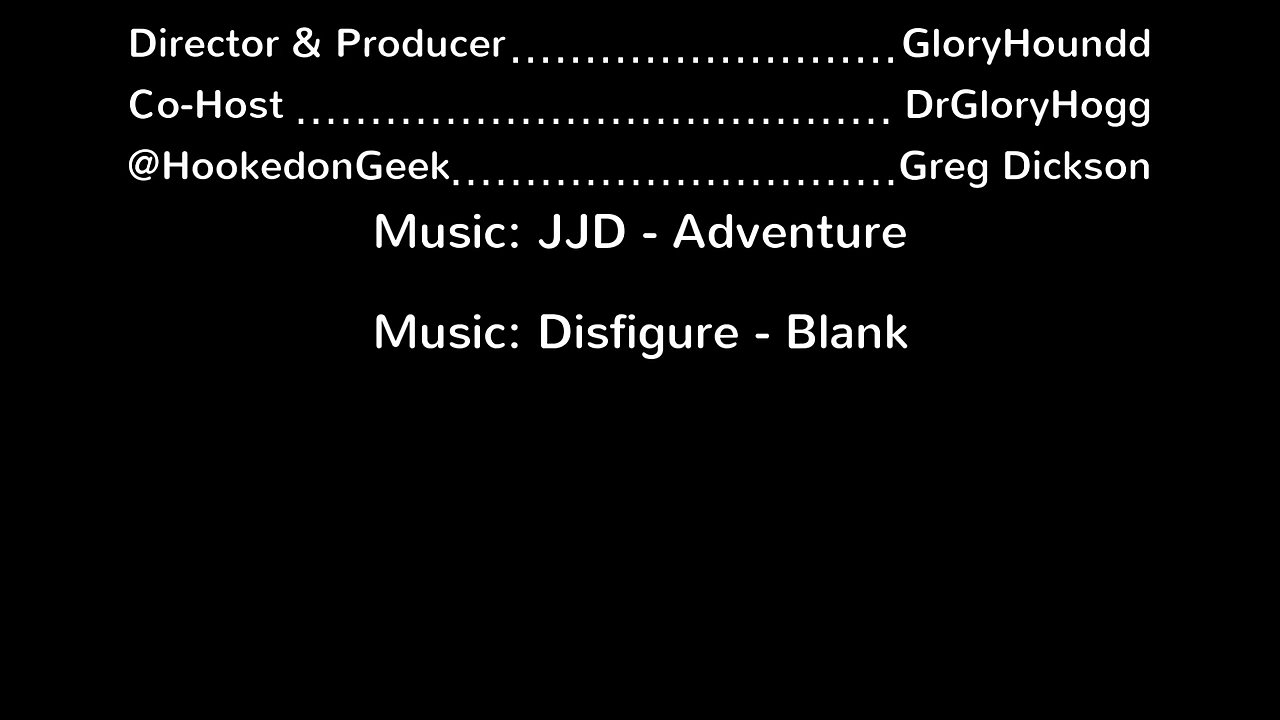 Director & Producer..........................GloryHoundd
Co-Host ........................................ DrGloryHogg
@HookedonGeek..............................Greg Dickson
Music: JJD - Adventure
Music: Disfigure - Blank